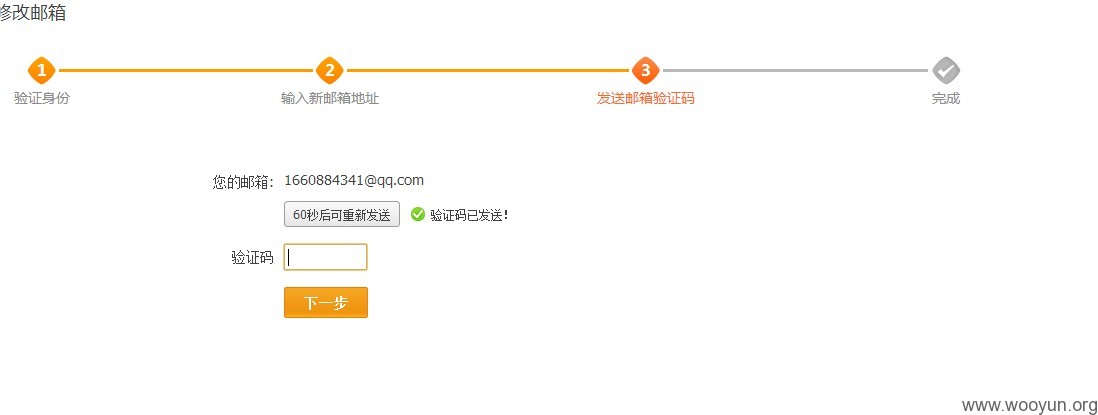 修改邮箱
1 2 3
验证身份 输入新邮箱地址 发送邮箱验证码 完成
您的邮箱： 1660884341@qq.com
60秒后可重新发送 验证码已发送！
验证码
下一步
www.wooyun.org